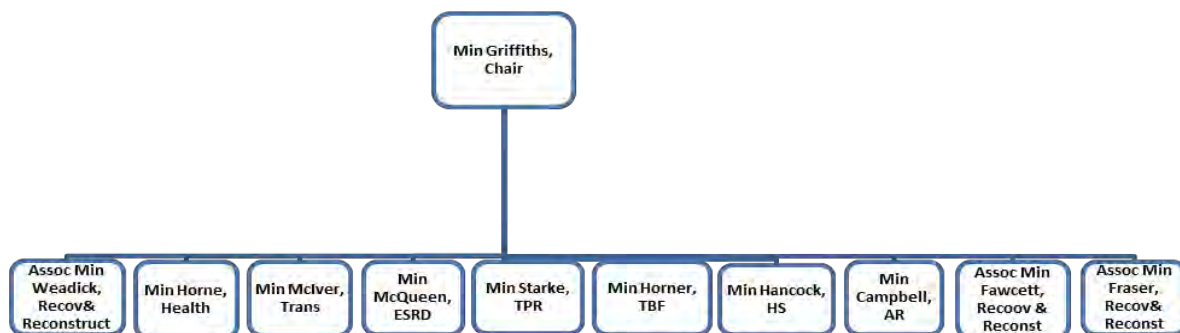 Min Griffiths,
Chair
Assoc Min
Weadick,
Recov&
Reconstruct
Min Horne,
Health
Min McIver,
Trans
Min
McQueen,
ESRD
Min Starke,
TPR
Min Horner,
TBF
Min Hancock,
HS
Min
Campbell,
AR
Assoc Min
Fawcett,
Recoov &
Reonst
Assoc Min
Fraser,
Recov&
Reconst